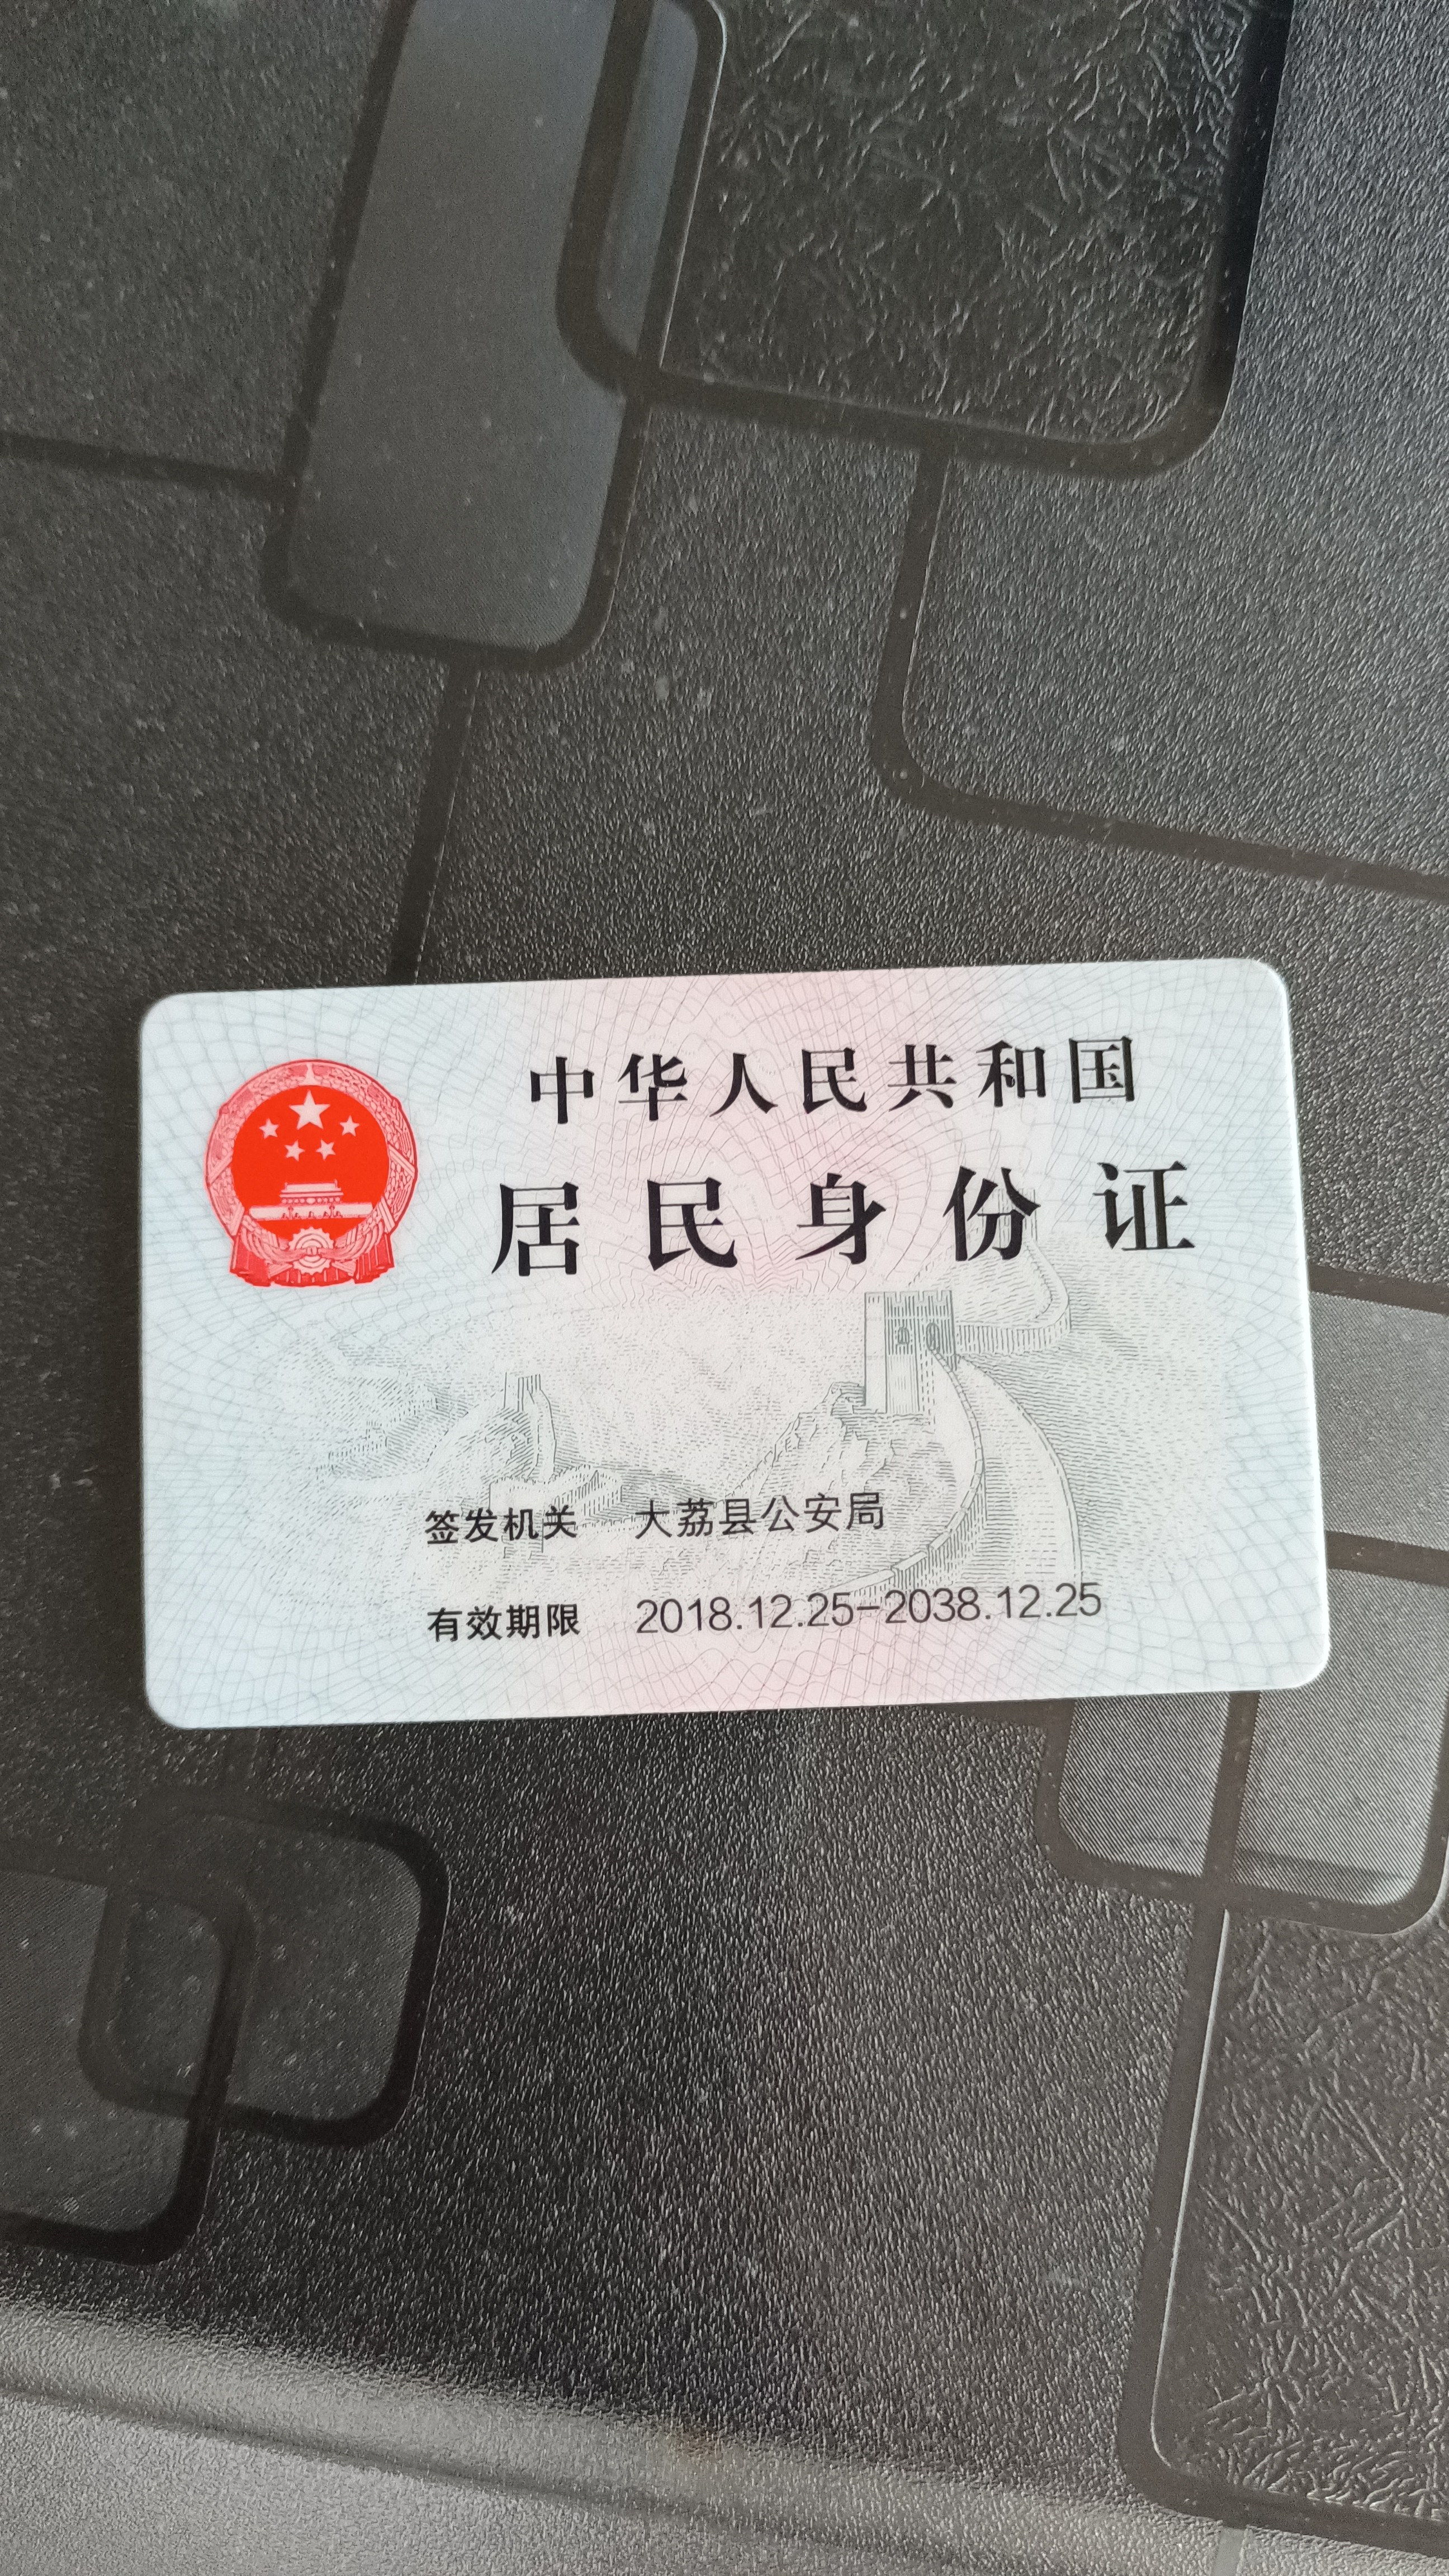 中华人民共和国
居民身份证
签发机关 大荔县公安局
有效期限 2018.12.25-2038.12.25